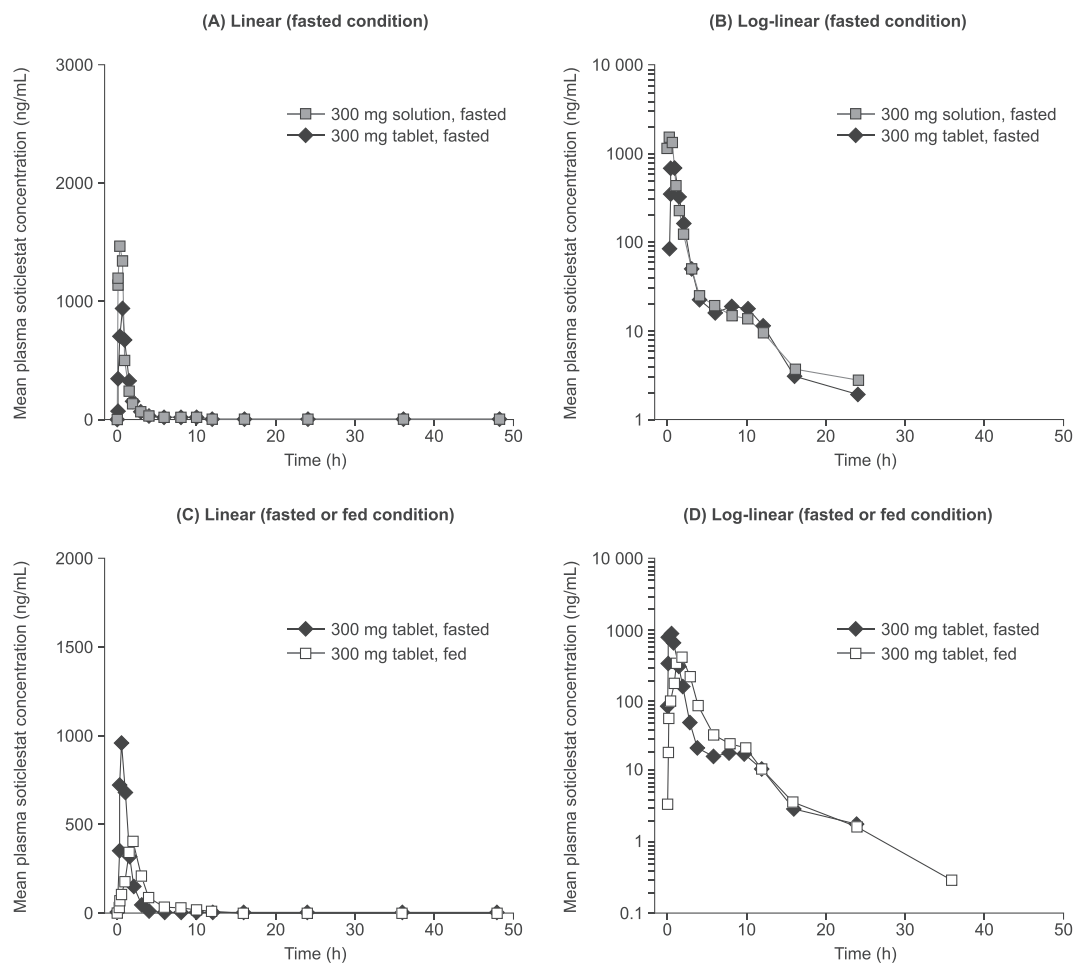 (A) Linear (fasted condition)
Mean plasma soticlestat concentration (ng/mL)
3000
2000
1000
0
300 mg solution, fasted
300 mg tablet, fasted
0 10 20 30 40 50
Time (h)
(B) Log-linear (fasted condition)
Mean plasma soticlestat concentration (ng/mL)
10 000
1000
100
10
1
300 mg solution, fasted
300 mg tablet, fasted
0 10 20 30 40 50
Time (h)
(C) Linear (fasted or fed condition)
Mean plasma soticlestat concentration (ng/mL)
2000
1500
1000
500
0
300 mg tablet, fasted
300 mg tablet, fed
0 10 20 30 40 50
Time (h)
(D) Log-linear (fasted or fed condition)
Mean plasma soticlestat concentration (ng/mL)
10 000
1000
100
10
1
0.1
300 mg tablet, fasted
300 mg tablet, fed
0 10 20 30 40 50
Time (h)